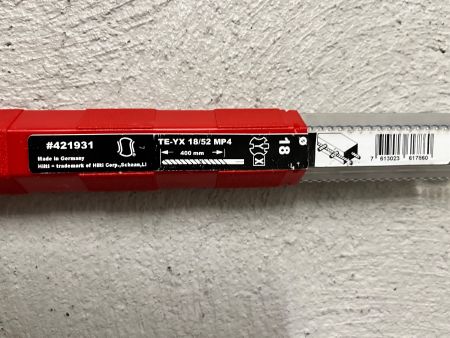 #421931
Made in Germany
Hilti = trademark of Hilti Corp., Schaan, LI
TE-YX 18/52 MP4
400 mm
Y
X
Ø
18
7 613023 617860